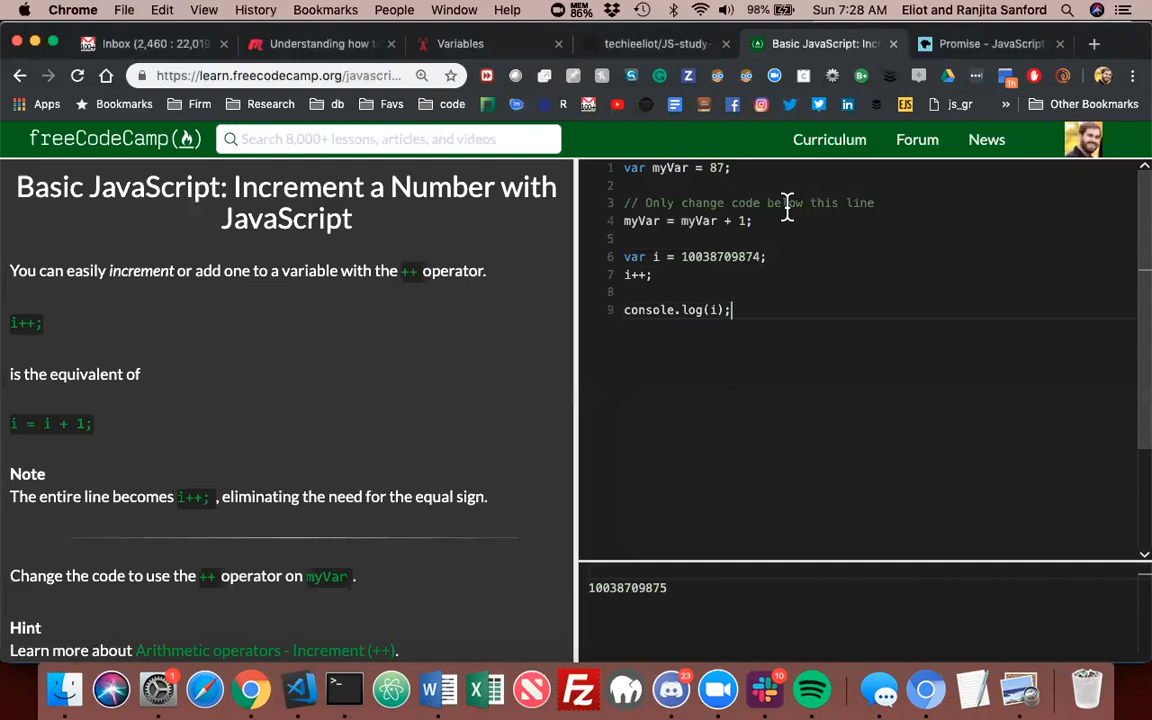 Chrome File Edit View History Bookmarks People Window Help MEM 86% 98% Sun 7:28 AM Eliot and Ranjita Sanford
Inbox (2,460 : 22,019 Understanding how t Variables techieeliot/JS-study- Basic JavaScript: Inc Promise - JavaScript
https://learn.freecodecamp.org/javascri...
Apps Bookmarks Firm Research db Favs code R EJS js_gr » Other Bookmarks
freeCodeCamp Search 8,000+ lessons, articles, and videos Curriculum Forum News
Basic JavaScript: Increment a Number with
JavaScript
You can easily increment or add one to a variable with the ++ operator.
i++;
is the equivalent of
i = i + 1;
Note
The entire line becomes i++; , eliminating the need for the equal sign.
Change the code to use the ++ operator on myVar .
Hint
Learn more about Arithmetic operators - Increment (++).
1 var myVar = 87;
2
3 // Only change code below this line
4 myVar = myVar + 1;
5
6 var i = 10038709874;
7 i++;
8
9 console.log(i);
10038709875